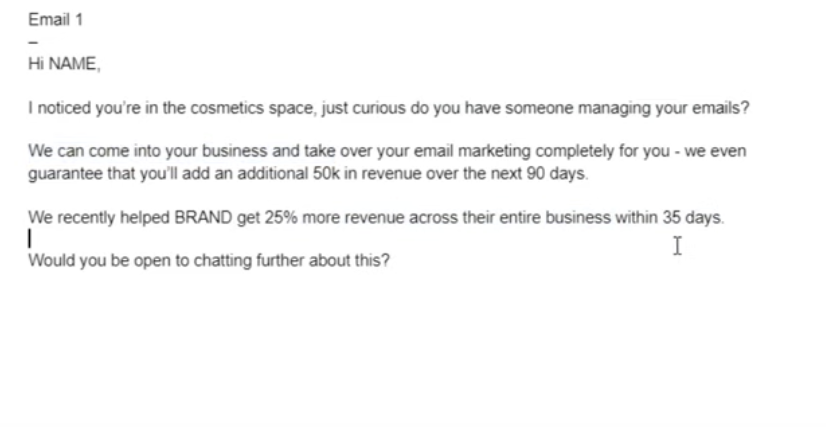 Email 1
–
Hi NAME,
I noticed you're in the cosmetics space, just curious do you have someone managing your emails?
We can come into your business and take over your email marketing completely for you - we even
guarantee that you'll add an additional 50k in revenue over the next 90 days.
We recently helped BRAND get 25% more revenue across their entire business within 35 days.
Would you be open to chatting further about this?